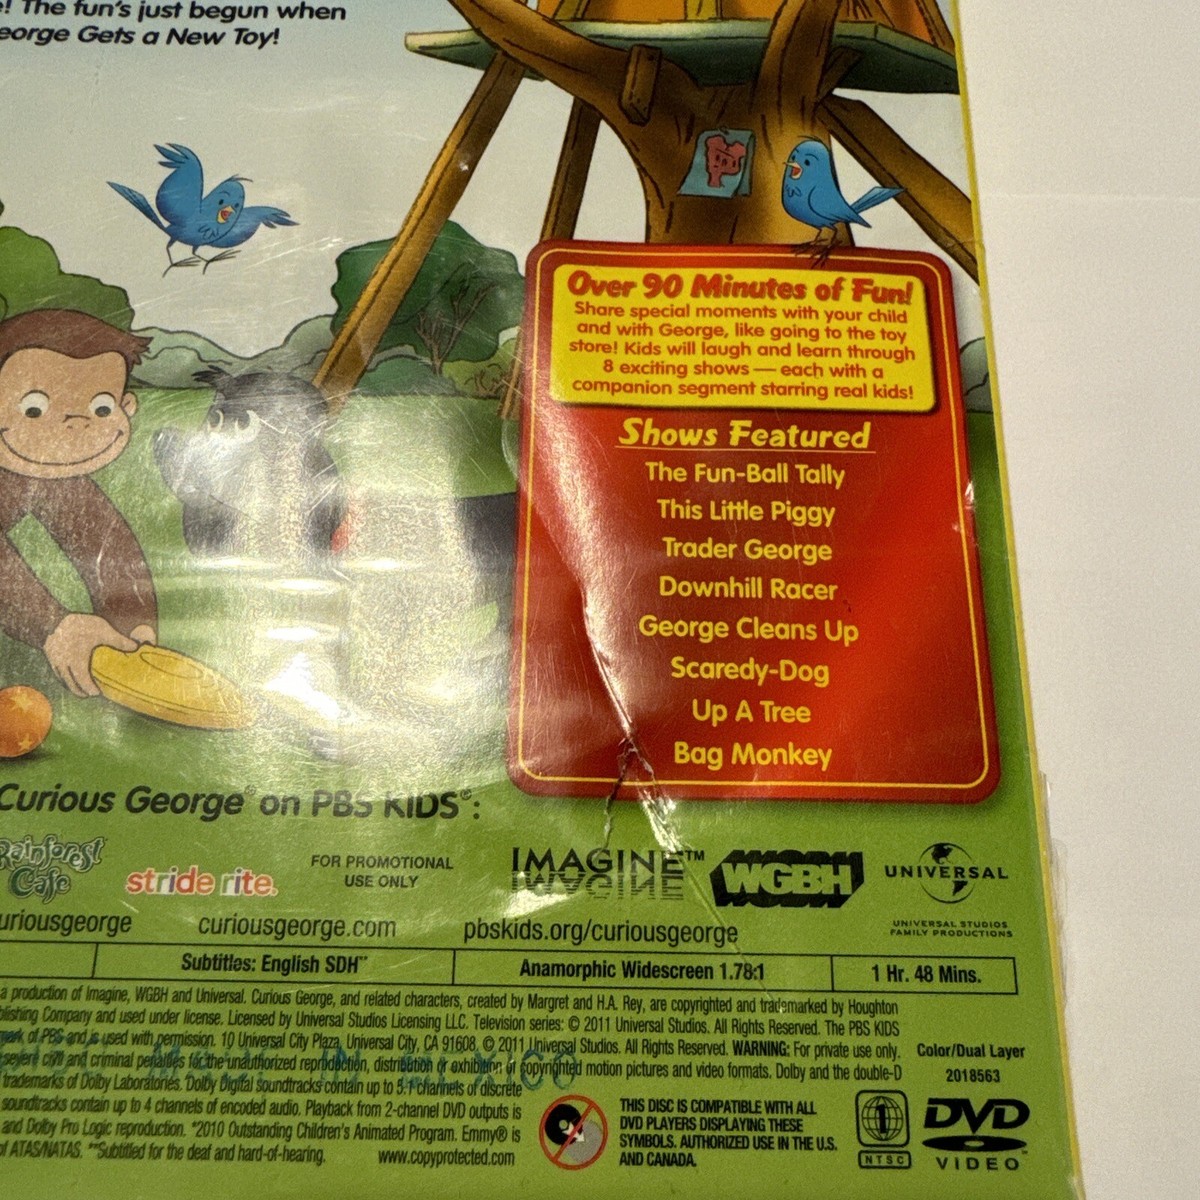 ! The fun's just begun when
eorge Gets a New Toy!
Over 90 Minutes of Fun!
Share special moments with your child
and with George, like going to the toy
store! Kids will laugh and learn through
8 exciting shows — each with a
companion segment starring real kids!
Shows Featured
The Fun-Ball Tally
This Little Piggy
Trader George
Downhill Racer
George Cleans Up
Scaredy-Dog
Up A Tree
Bag Monkey
Curious George® on PBS KIDS®:
Rainforest
Cafe
stride rite.
FOR PROMOTIONAL
USE ONLY
IMAGINE™
WGBH
UNIVERSAL
UNIVERSAL STUDIOS
FAMILY PRODUCTIONS
uriousgeorge
curiousgeorge.com
pbskids.org/curiousgeorge
Subtitles: English SDH**
Anamorphic Widescreen 1.78:1
1 Hr. 48 Mins.
a production of Imagine, WGBH and Universal. Curious George, and related characters, created by Margret and H.A. Rey, are copyrighted and trademarked by Houghton
blishing Company and used under license. Licensed by Universal Studios Licensing LLC. Television series: © 2011 Universal Studios. All Rights Reserved. The PBS KIDS
mark of PBS and is used with permission. 10 Universal City Plaza, Universal City, CA 91608. © 2011 Universal Studios. All Rights Reserved. WARNING: For private use only.
severe civil and criminal penalties for the unauthorized reproduction, distribution or exhibition of copyrighted motion pictures and video formats. Dolby and the double-D
trademarks of Dolby Laboratories. Dolby Digital soundtracks contain up to 5.1 channels of discrete
soundtracks contain up to 4 channels of encoded audio. Playback from 2-channel DVD outputs is
and Dolby Pro Logic reproduction. *2010 Outstanding Children's Animated Program. Emmy® is
of ATAS/NATAS. **Subtitled for the deaf and hard-of-hearing.
www.copyprotected.com
IN MEXICO
Color/Dual Layer
2018563
THIS DISC IS COMPATIBLE WITH ALL
DVD PLAYERS DISPLAYING THESE
SYMBOLS. AUTHORIZED USE IN THE U.S.
AND CANADA.
1
NTSC
DVD
VIDEO™